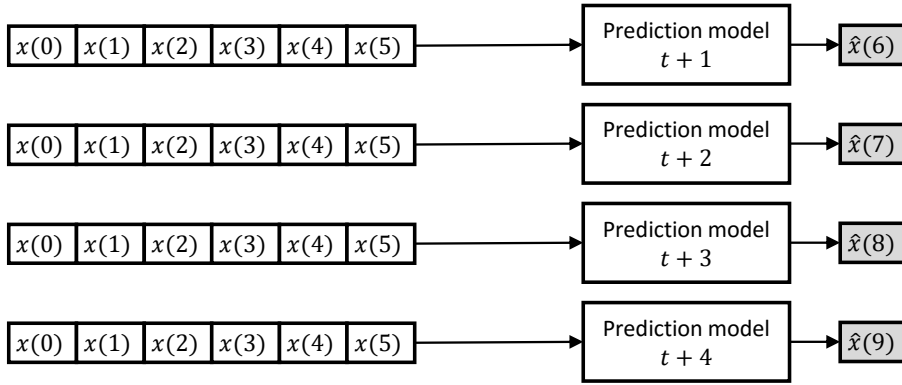 x(0) x(1) x(2) x(3) x(4) x(5) Prediction model
t + 1 x̂(6)
x(0) x(1) x(2) x(3) x(4) x(5) Prediction model
t + 2 x̂(7)
x(0) x(1) x(2) x(3) x(4) x(5) Prediction model
t + 3 x̂(8)
x(0) x(1) x(2) x(3) x(4) x(5) Prediction model
t + 4 x̂(9)